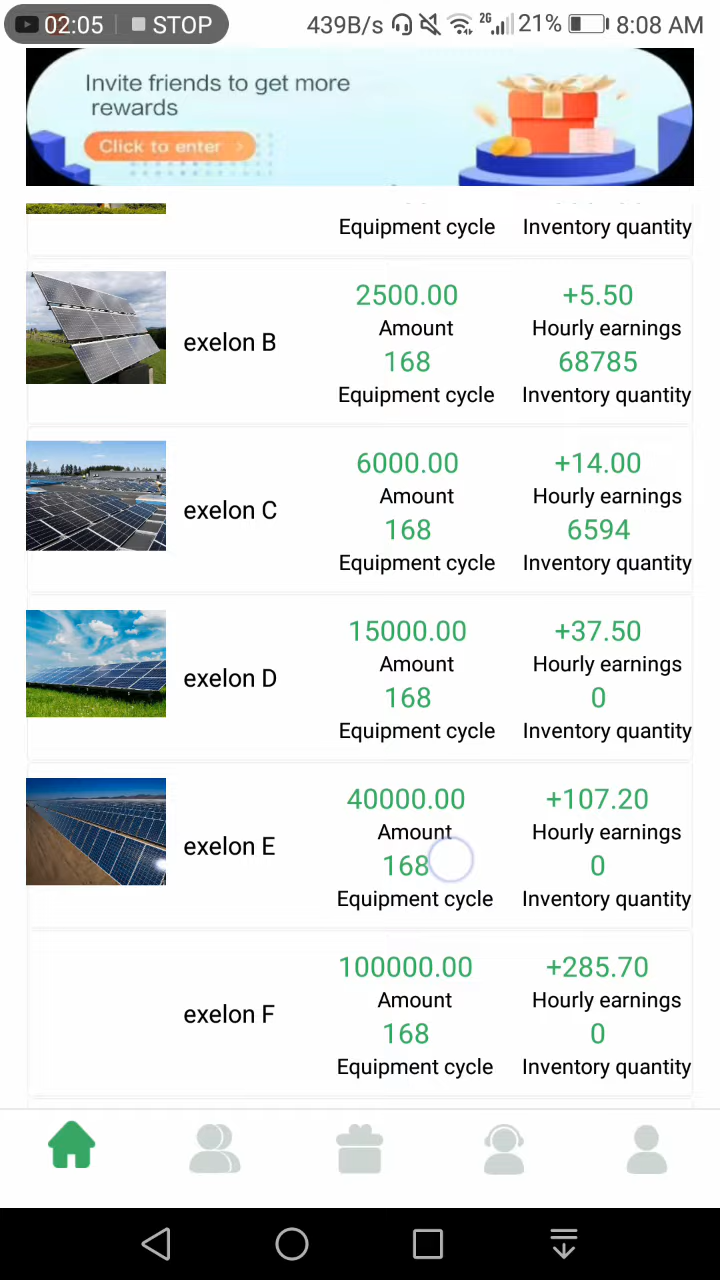 02:05 STOP 439B/s 2G 21% 8:08 AM
Invite friends to get more
rewards
Click to enter >
Equipment cycle Inventory quantity
2500.00 +5.50
Amount Hourly earnings
exelon B
168 68785
Equipment cycle Inventory quantity
6000.00 +14.00
Amount Hourly earnings
exelon C
168 6594
Equipment cycle Inventory quantity
15000.00 +37.50
Amount Hourly earnings
exelon D
168 0
Equipment cycle Inventory quantity
40000.00 +107.20
Amount Hourly earnings
exelon E
168 0
Equipment cycle Inventory quantity
100000.00 +285.70
Amount Hourly earnings
exelon F
168 0
Equipment cycle Inventory quantity